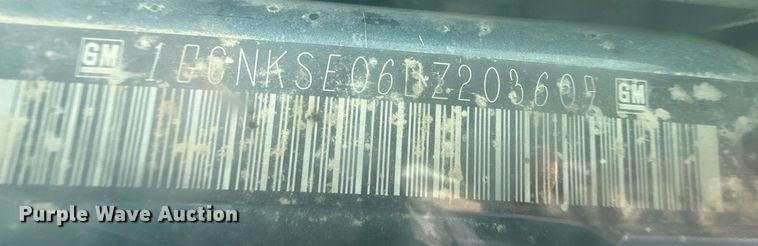 GM 1GCNKSE06DZ203609 GM
Purple Wave Auction